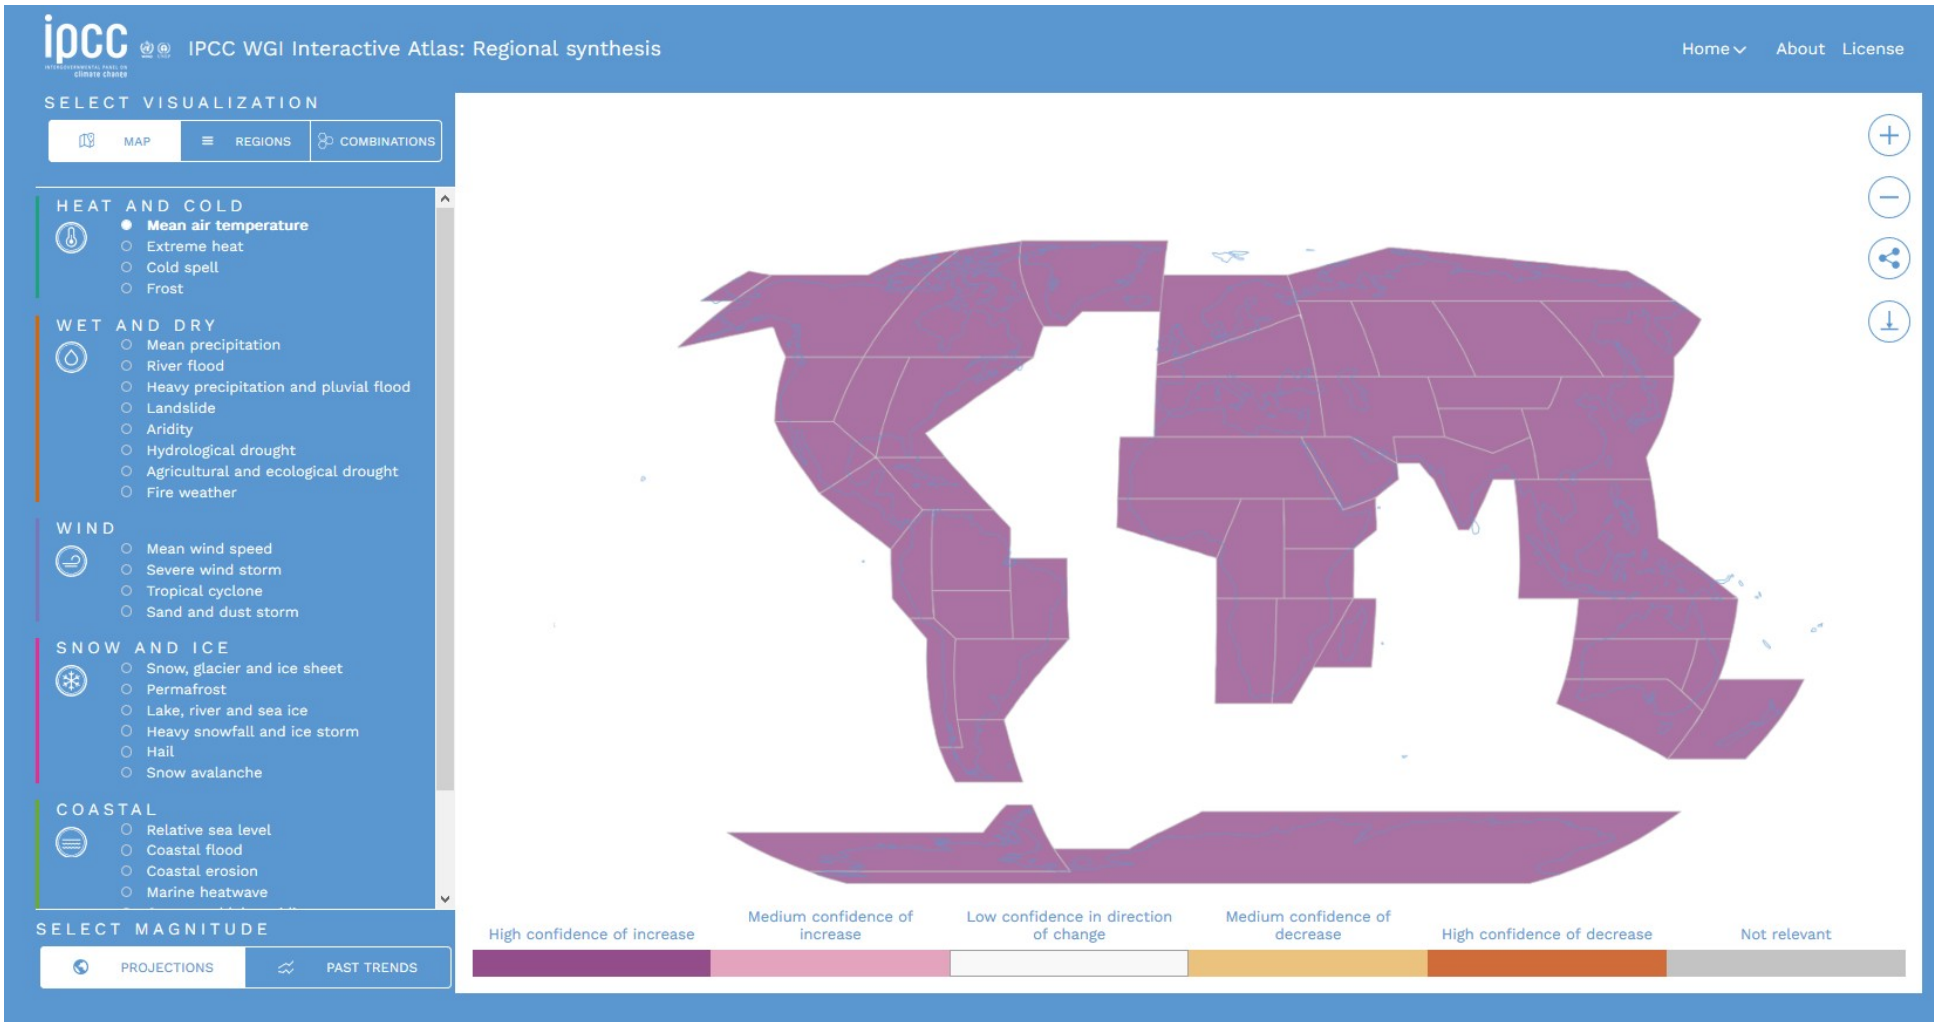 ipcc
INTERGOVERNMENTAL PANEL ON
climate change
IPCC WGI Interactive Atlas: Regional synthesis
Home
About
License
SELECT VISUALIZATION
MAP
REGIONS
COMBINATIONS
HEAT AND COLD
Mean air temperature
Extreme heat
Cold spell
Frost
WET AND DRY
Mean precipitation
River flood
Heavy precipitation and pluvial flood
Landslide
Aridity
Hydrological drought
Agricultural and ecological drought
Fire weather
WIND
Mean wind speed
Severe wind storm
Tropical cyclone
Sand and dust storm
SNOW AND ICE
Snow, glacier and ice sheet
Permafrost
Lake, river and sea ice
Heavy snowfall and ice storm
Hail
Snow avalanche
COASTAL
Relative sea level
Coastal flood
Coastal erosion
Marine heatwave
SELECT MAGNITUDE
PROJECTIONS
PAST TRENDS
High confidence of increase
Medium confidence of
increase
Low confidence in direction
of change
Medium confidence of
decrease
High confidence of decrease
Not relevant